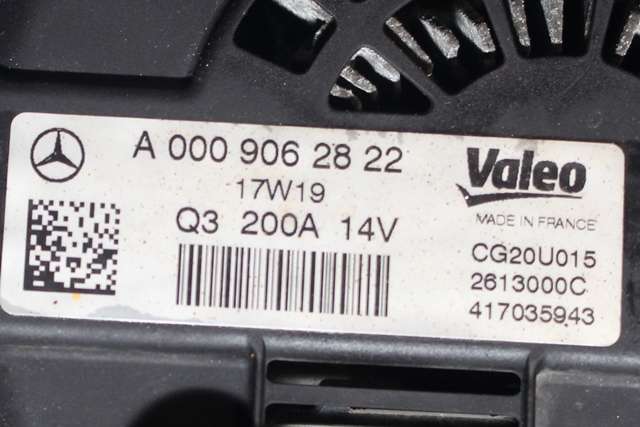 A 000 906 28 22
17W19
Q3 200A 14V
Valeo
MADE IN FRANCE
CG20U015
2613000C
417035943